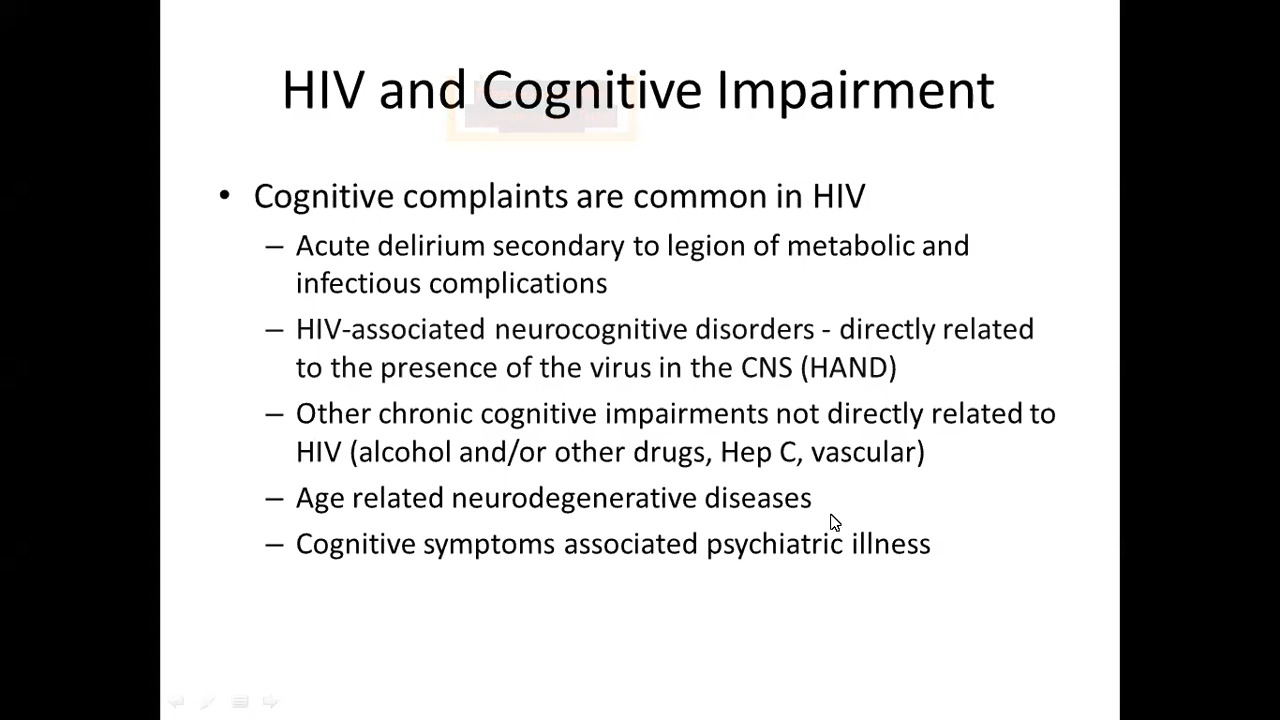 HIV and Cognitive Impairment
• Cognitive complaints are common in HIV
– Acute delirium secondary to legion of metabolic and
infectious complications
– HIV-associated neurocognitive disorders - directly related
to the presence of the virus in the CNS (HAND)
– Other chronic cognitive impairments not directly related to
HIV (alcohol and/or other drugs, Hep C, vascular)
– Age related neurodegenerative diseases
– Cognitive symptoms associated psychiatric illness